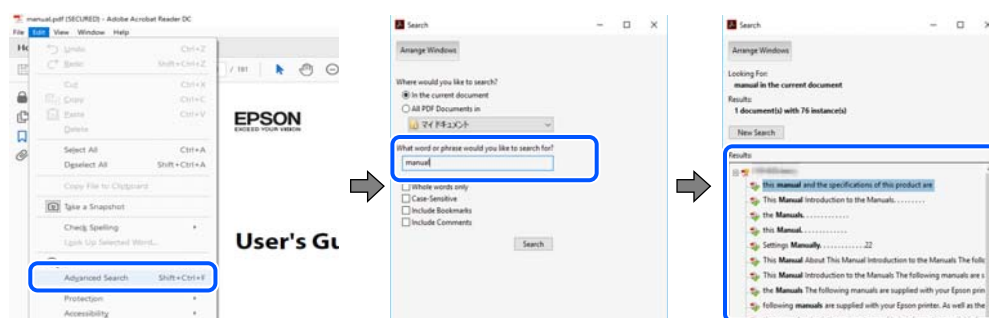 manual.pdf (SECURED) - Adobe Acrobat Reader DC
File Edit View Window Help
Undo Ctrl+Z
Redo Shift+Ctrl+Z
Cut Ctrl+X
Copy Ctrl+C
Paste Ctrl+V
Delete
Select All Ctrl+A
Deselect All Shift+Ctrl+A
Copy File to Clipboard
Take a Snapshot
Check Spelling
Look Up Selected Word...
Advanced Search Shift+Ctrl+F
Protection
Accessibility
/ 181
EPSON
EXCEED YOUR VISION
User's Gu
Search
Arrange Windows
Where would you like to search?
In the current document
All PDF Documents in
マイドキュメント
What word or phrase would you like to search for?
manual
Whole words only
Case-Sensitive
Include Bookmarks
Include Comments
Search
Search
Arrange Windows
Looking For:
manual in the current document
Results:
1 document(s) with 76 instance(s)
New Search
Results:
this manual and the specifications of this product are
This Manual Introduction to the Manuals. . . . . . . . .
the Manuals. . . . . . . . . . . . .
this Manual. . . . . . . . . . . . .
Settings Manually. . . . . . . . . . . . .22
This Manual About This Manual Introduction to the Manuals The follo
This Manual Introduction to the Manuals The following manuals are s
the Manuals The following manuals are supplied with your Epson prin
following manuals are supplied with your Epson printer. As well as the